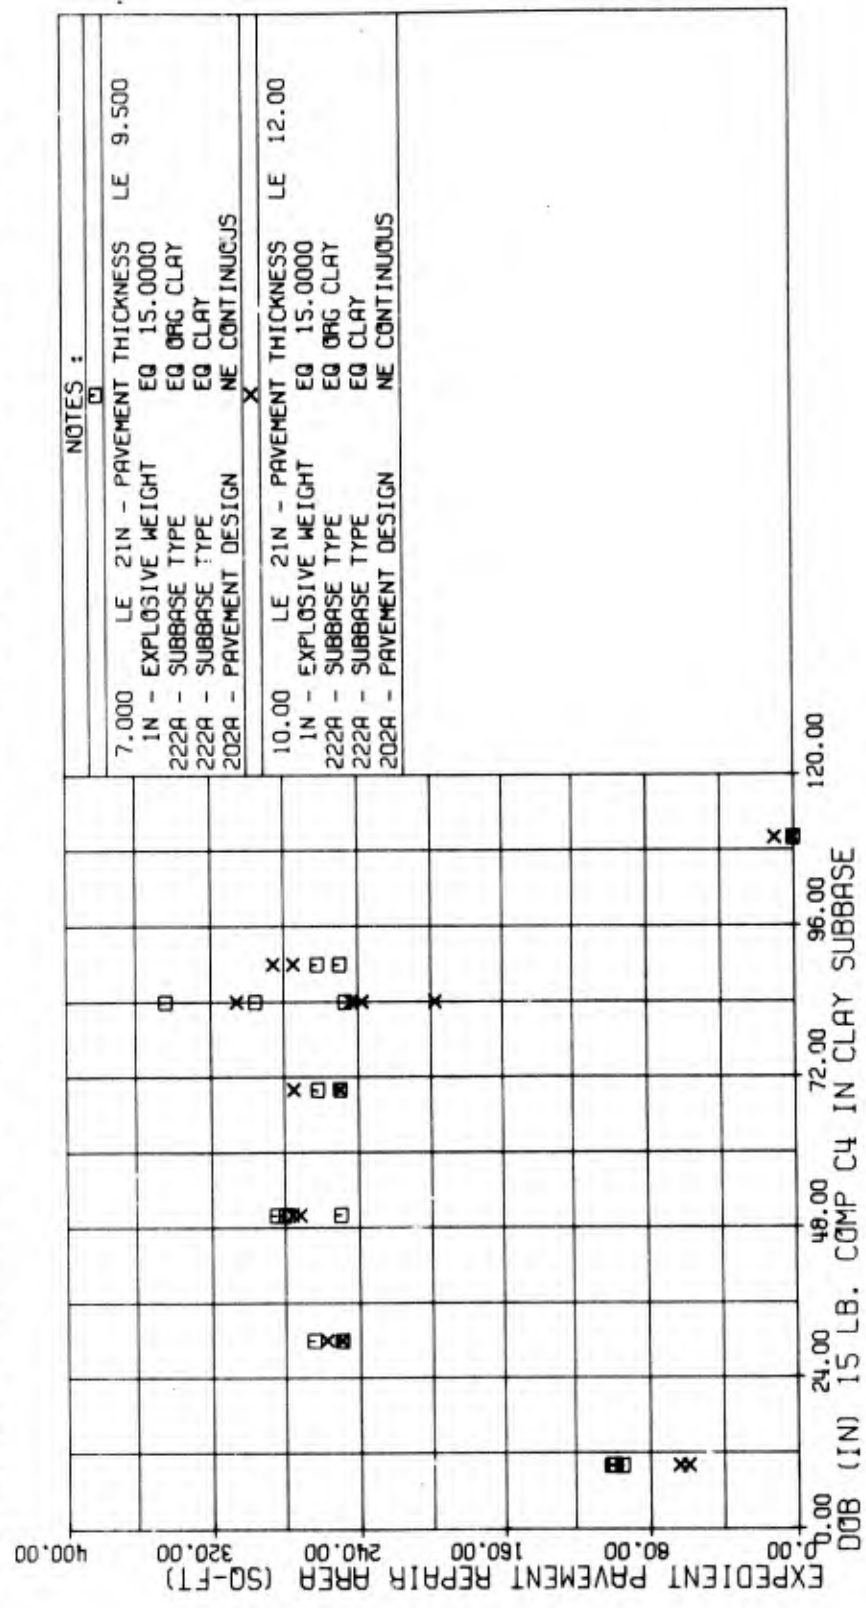 NOTES :
7.000 LE 21N - PAVEMENT THICKNESS LE 9.500
1N - EXPLOSIVE WEIGHT EQ 15.0000
222A - SUBBASE TYPE EQ ORG CLAY
222A - SUBBASE TYPE EQ CLAY
202A - PAVEMENT DESIGN NE CONTINUOUS
10.00 LE 21N - PAVEMENT THICKNESS LE 12.00
1N - EXPLOSIVE WEIGHT EQ 15.0000
222A - SUBBASE TYPE EQ ORG CLAY
222A - SUBBASE TYPE EQ CLAY
202A - PAVEMENT DESIGN NE CONTINUOUS
EXPEDIENT PAVEMENT REPAIR AREA (SQ-FT)
400.00
320.00
240.00
160.00
80.00
0.00
0.00 24.00 48.00 72.00 96.00 120.00
DOB (IN) 15 LB. COMP C4 IN CLAY SUBBASE